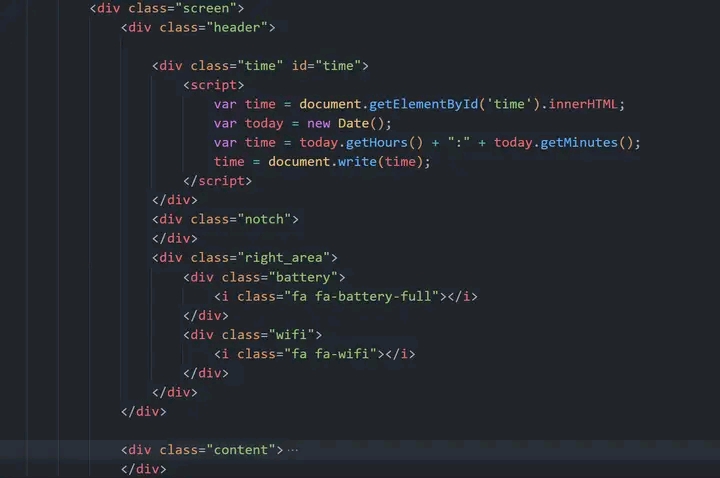 <div class="screen">
<div class="header">
<div class="time" id="time">
<script>
var time = document.getElementById('time').innerHTML;
var today = new Date();
var time = today.getHours() + ":" + today.getMinutes();
time = document.write(time);
</script>
</div>
<div class="notch">
</div>
<div class="right_area">
<div class="battery">
<i class="fa fa-battery-full"></i>
</div>
<div class="wifi">
<i class="fa fa-wifi"></i>
</div>
</div>
</div>
<div class="content">...
</div>